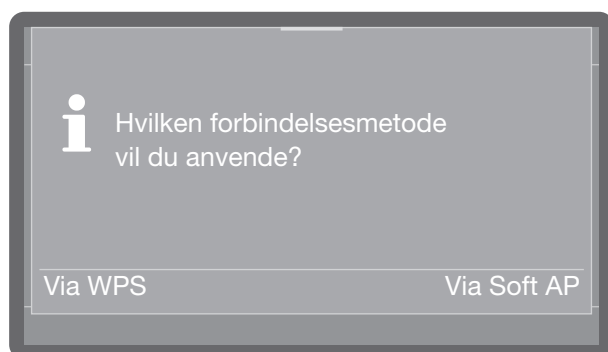 Hvilken forbindelsesmetode
vil du anvende?
Via WPS Via Soft AP